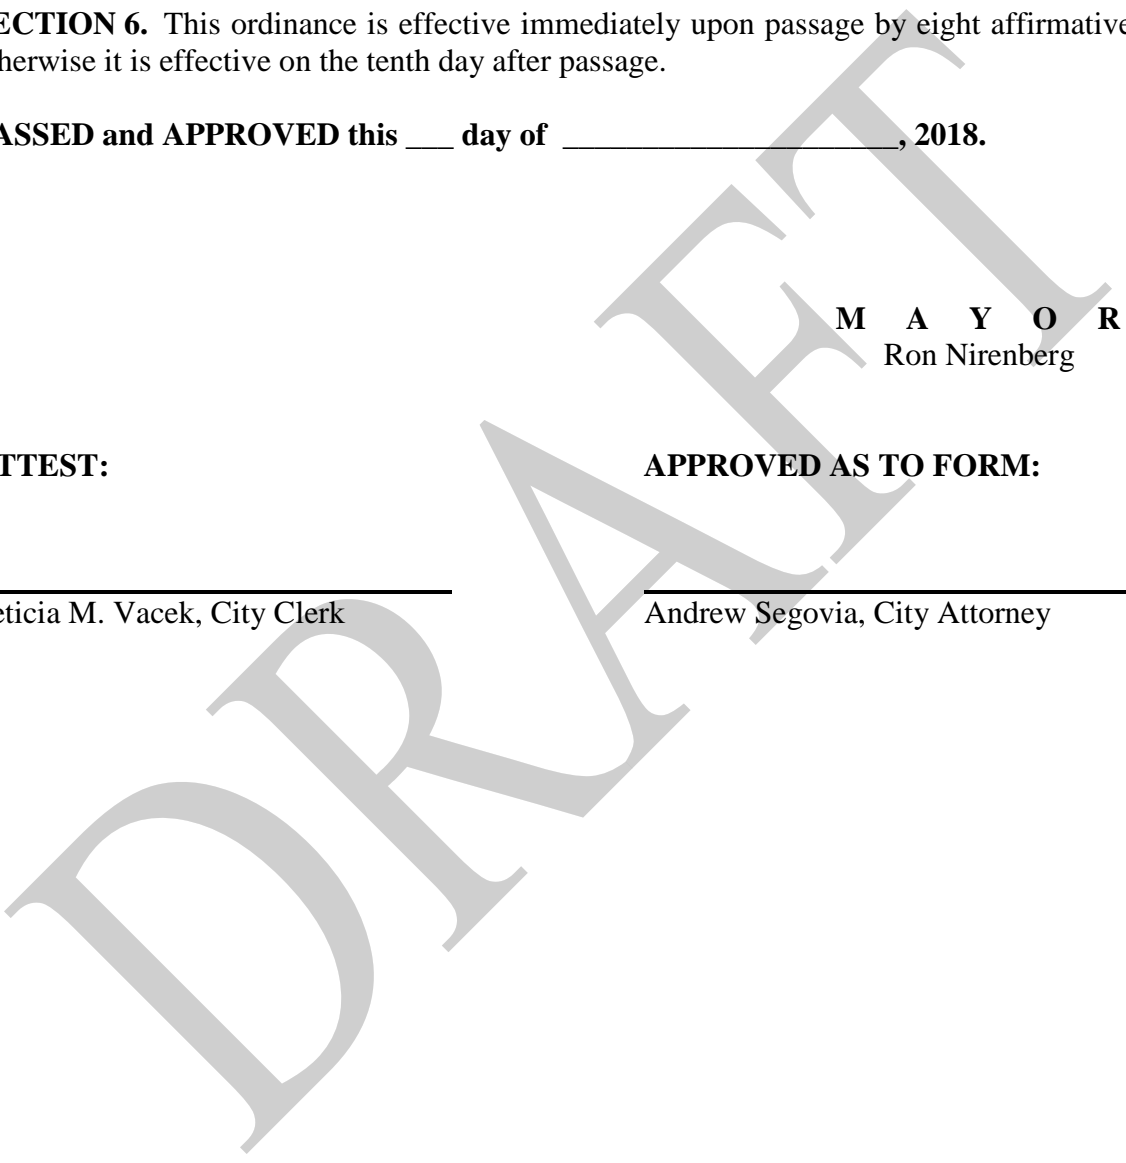 ECTION 6. This ordinance is effective immediately upon passage by eight affirmative
herwise it is effective on the tenth day after passage.
ASSED and APPROVED this ___ day of _____________________, 2018.
M A Y O R
Ron Nirenberg
TTEST: APPROVED AS TO FORM:
eticia M. Vacek, City Clerk Andrew Segovia, City Attorney
DRAFT